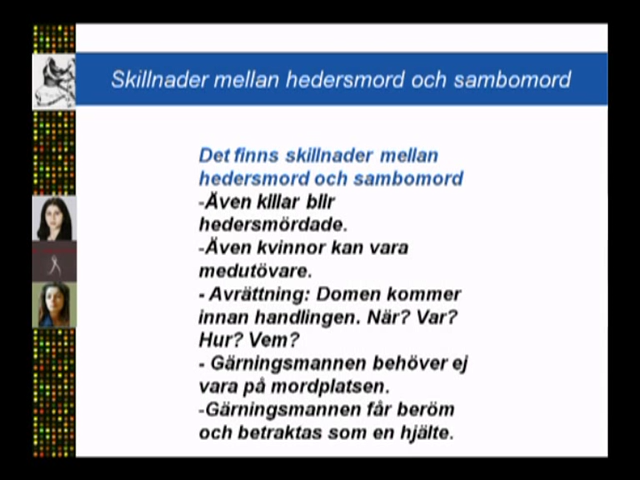 Skillnader mellan hedersmord och sambomord
Det finns skillnader mellan
hedersmord och sambomord
-Även killar blir
hedersmördade.
-Även kvinnor kan vara
medutövare.
- Avrättning: Domen kommer
innan handlingen. När? Var?
Hur? Vem?
- Gärningsmannen behöver ej
vara på mordplatsen.
-Gärningsmannen får beröm
och betraktas som en hjälte.